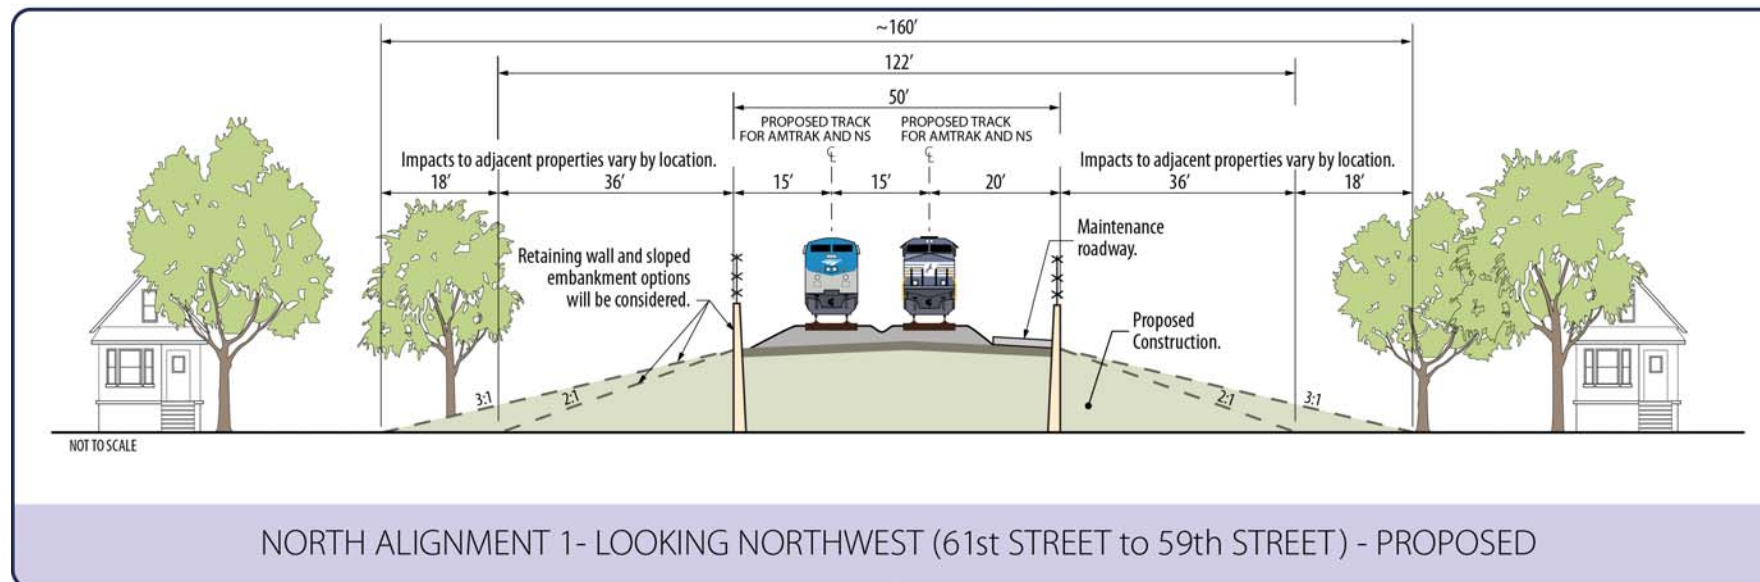 ~160'
122'
50'
PROPOSED TRACK
FOR AMTRAK AND NS
℄
PROPOSED TRACK
FOR AMTRAK AND NS
℄
Impacts to adjacent properties vary by location.
Impacts to adjacent properties vary by location.
18'
36'
15'
15'
20'
36'
18'
Retaining wall and sloped
embankment options
will be considered.
Maintenance
roadway.
Proposed
Construction.
3:1
2:1
2:1
3:1
NOT TO SCALE
NORTH ALIGNMENT 1- LOOKING NORTHWEST (61st STREET to 59th STREET) - PROPOSED